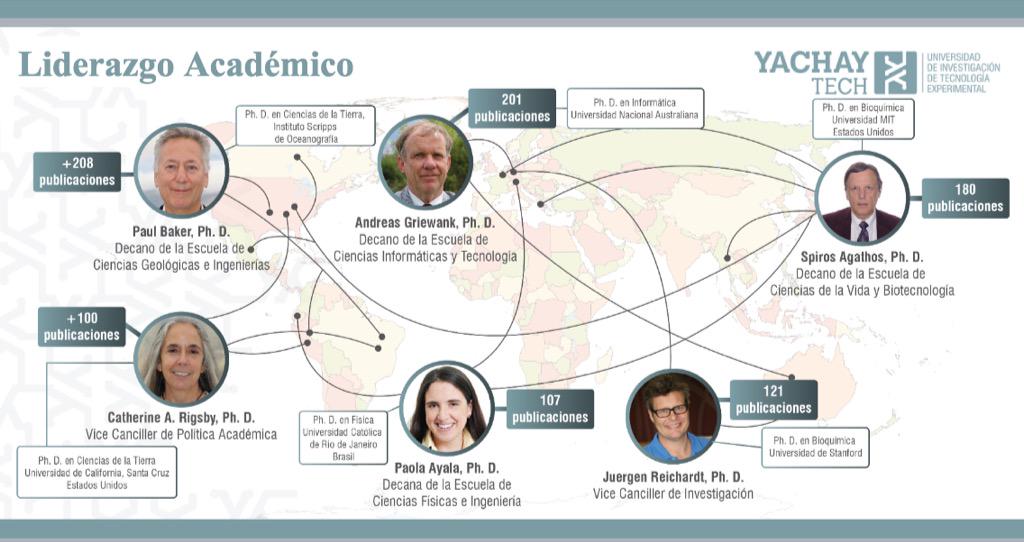 Liderazgo Académico
YACHAY
TECH
UNIVERSIDAD
DE INVESTIGACIÓN
DE TECNOLOGÍA
EXPERIMENTAL
+208
publicaciones
Ph. D. en Ciencias de la Tierra,
Instituto Scripps
de Oceanografía
Paul Baker, Ph. D.
Decano de la Escuela de
Ciencias Geológicas e Ingenierías
201
publicaciones
Ph. D. en Informática
Universidad Nacional Australiana
Andreas Griewank, Ph. D.
Decano de la Escuela de
Ciencias Informáticas y Tecnología
Ph. D. en Bioquimica
Universidad MIT
Estados Unidos
180
publicaciones
Spiros Agathos, Ph. D.
Decano de la Escuela de
Ciencias de la Vida y Biotecnología
+100
publicaciones
Catherine A. Rigsby, Ph. D.
Vice Canciller de Política Académica
Ph. D. en Ciencias de la Tierra
Universidad de California, Santa Cruz
Estados Unidos
107
publicaciones
Ph. D. en Física
Universidad Católica
de Rio de Janeiro
Brasil
Paola Ayala, Ph. D.
Decana de la Escuela de
Ciencias Físicas e Ingeniería
121
publicaciones
Ph. D. en Bioquimica
Universidad de Stanford
Juergen Reichardt, Ph. D.
Vice Canciller de Investigación